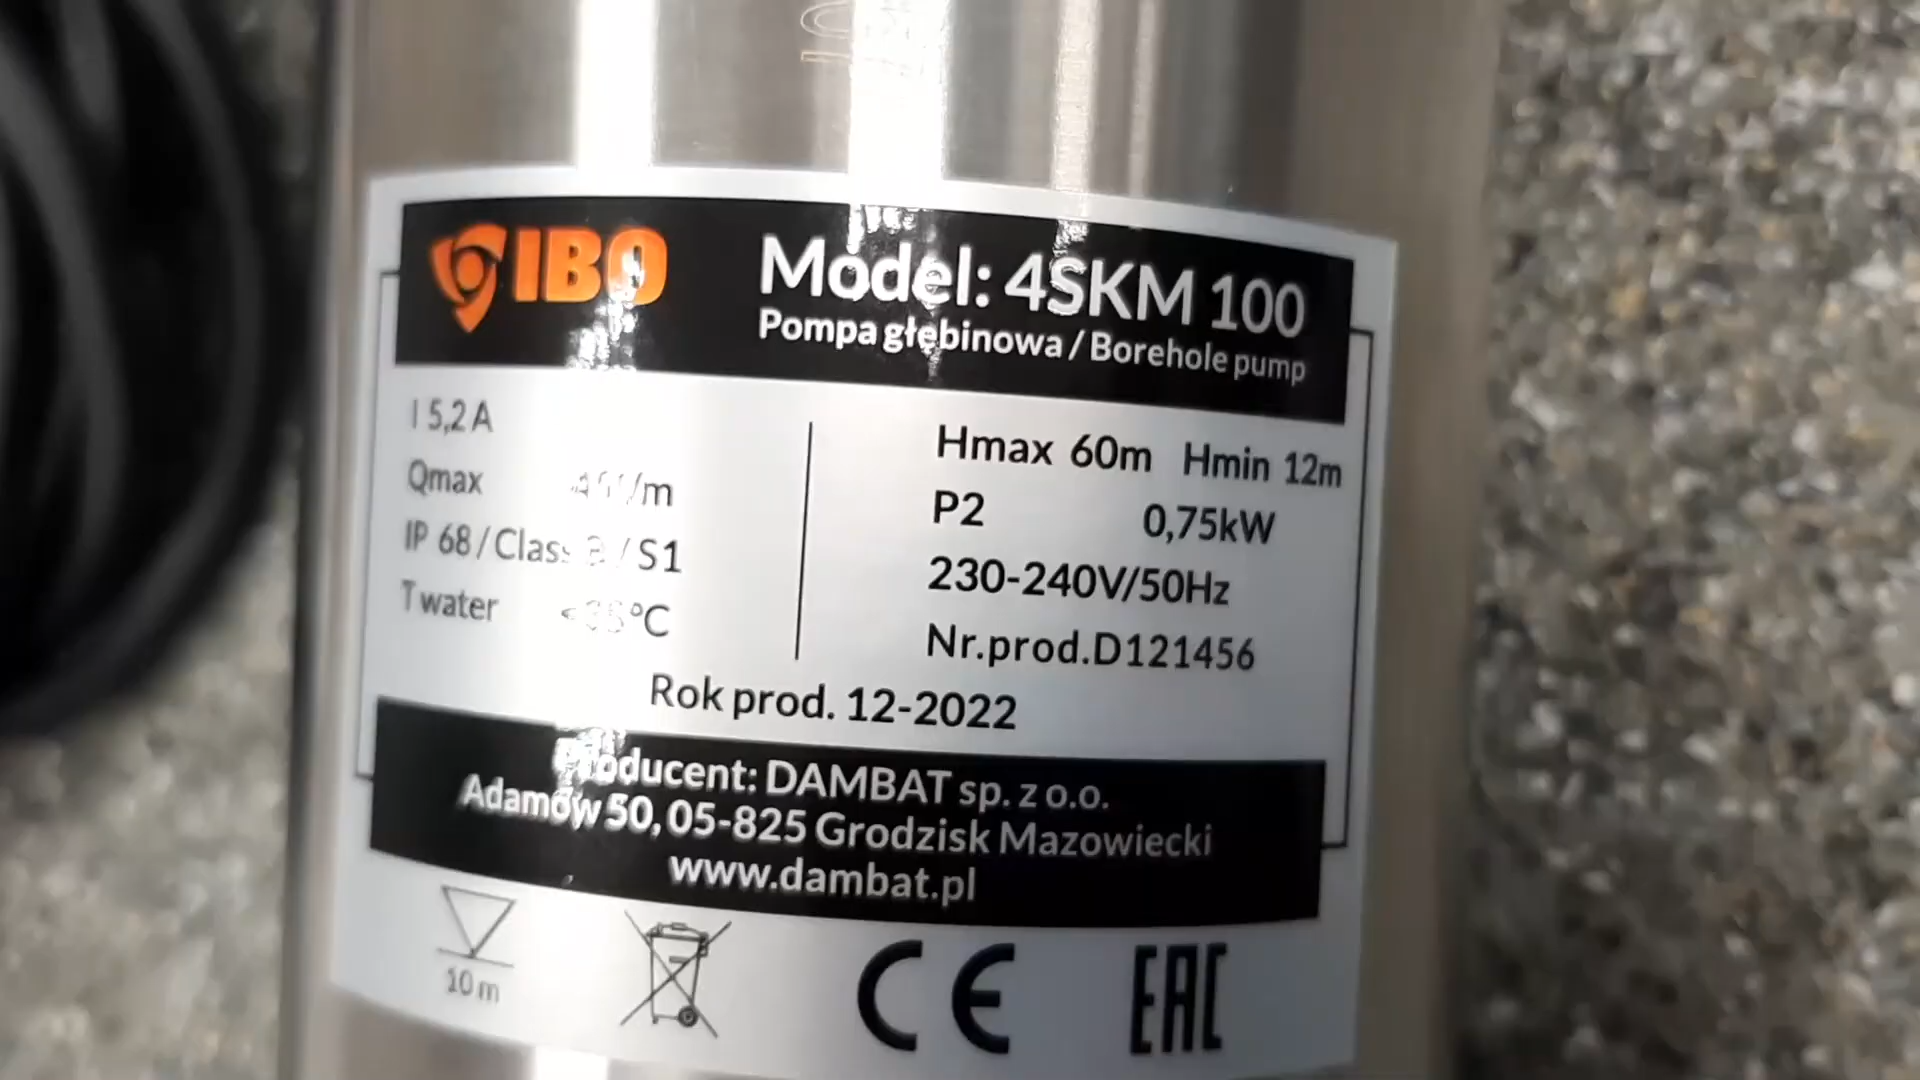 IBO
Model: 4SKM 100
Pompa głębinowa / Borehole pump
I 5,2 A
Qmax /m
IP 68 / Class B / S1
T water °C
Hmax 60m Hmin 12m
P2 0,75kW
230-240V/50Hz
Nr.prod.D121456
Rok prod. 12-2022
Producent: DAMBAT sp. z o.o.
Adamów 50, 05-825 Grodzisk Mazowiecki
www.dambat.pl
10 m
CE
EAC